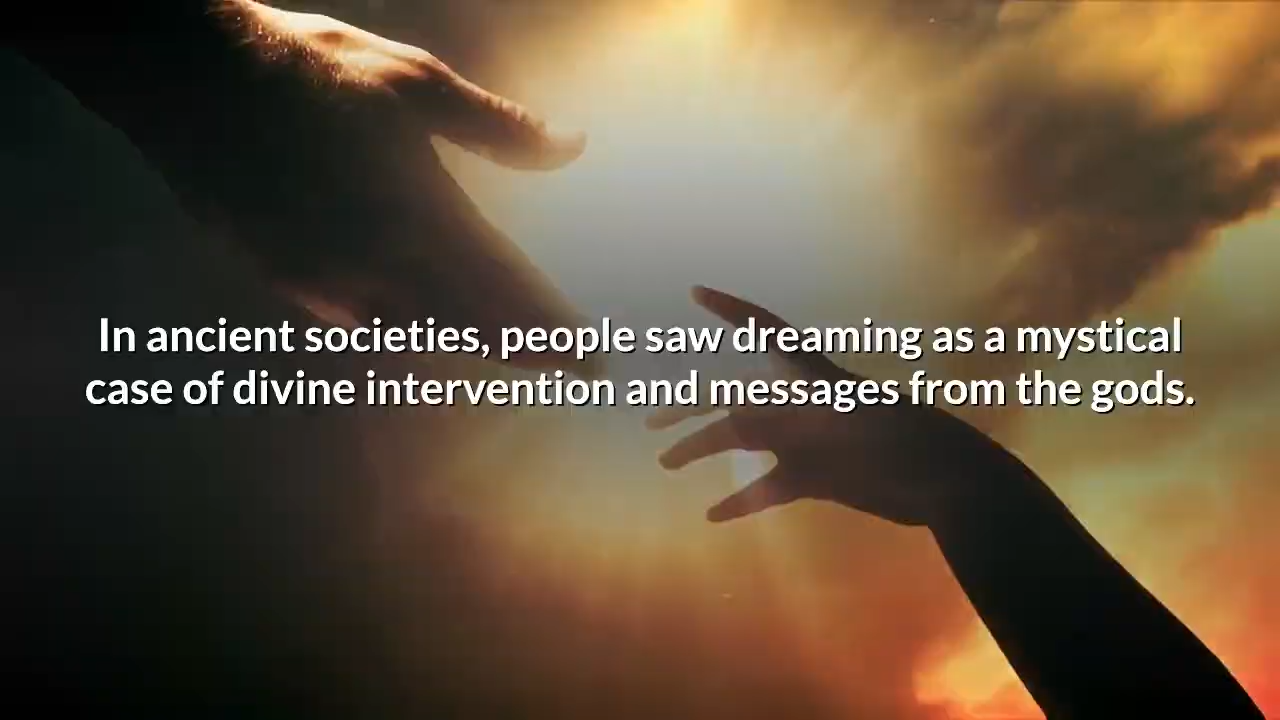 In ancient societies, people saw dreaming as a mystical
case of divine intervention and messages from the gods.